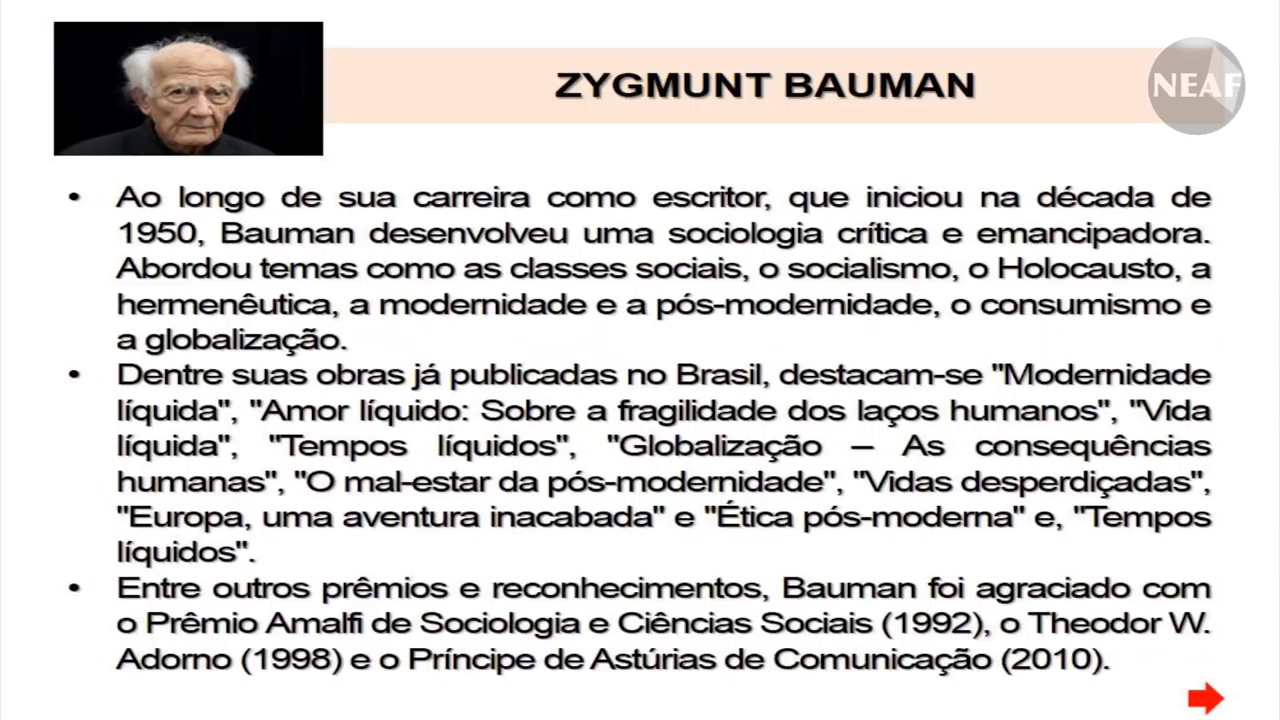 ZYGMUNT BAUMAN
NEAF
• Ao longo de sua carreira como escritor, que iniciou na década de
1950, Bauman desenvolveu uma sociologia crítica e emancipadora.
Abordou temas como as classes sociais, o socialismo, o Holocausto, a
hermenêutica, a modernidade e a pós-modernidade, o consumismo e
a globalização.
• Dentre suas obras já publicadas no Brasil, destacam-se "Modernidade
líquida", "Amor líquido: Sobre a fragilidade dos laços humanos", "Vida
líquida", "Tempos líquidos", "Globalização – As consequências
humanas", "O mal-estar da pós-modernidade", "Vidas desperdiçadas",
"Europa, uma aventura inacabada" e "Ética pós-moderna" e, "Tempos
líquidos".
• Entre outros prêmios e reconhecimentos, Bauman foi agraciado com
o Prêmio Amalfi de Sociologia e Ciências Sociais (1992), o Theodor W.
Adorno (1998) e o Príncipe de Astúrias de Comunicação (2010).